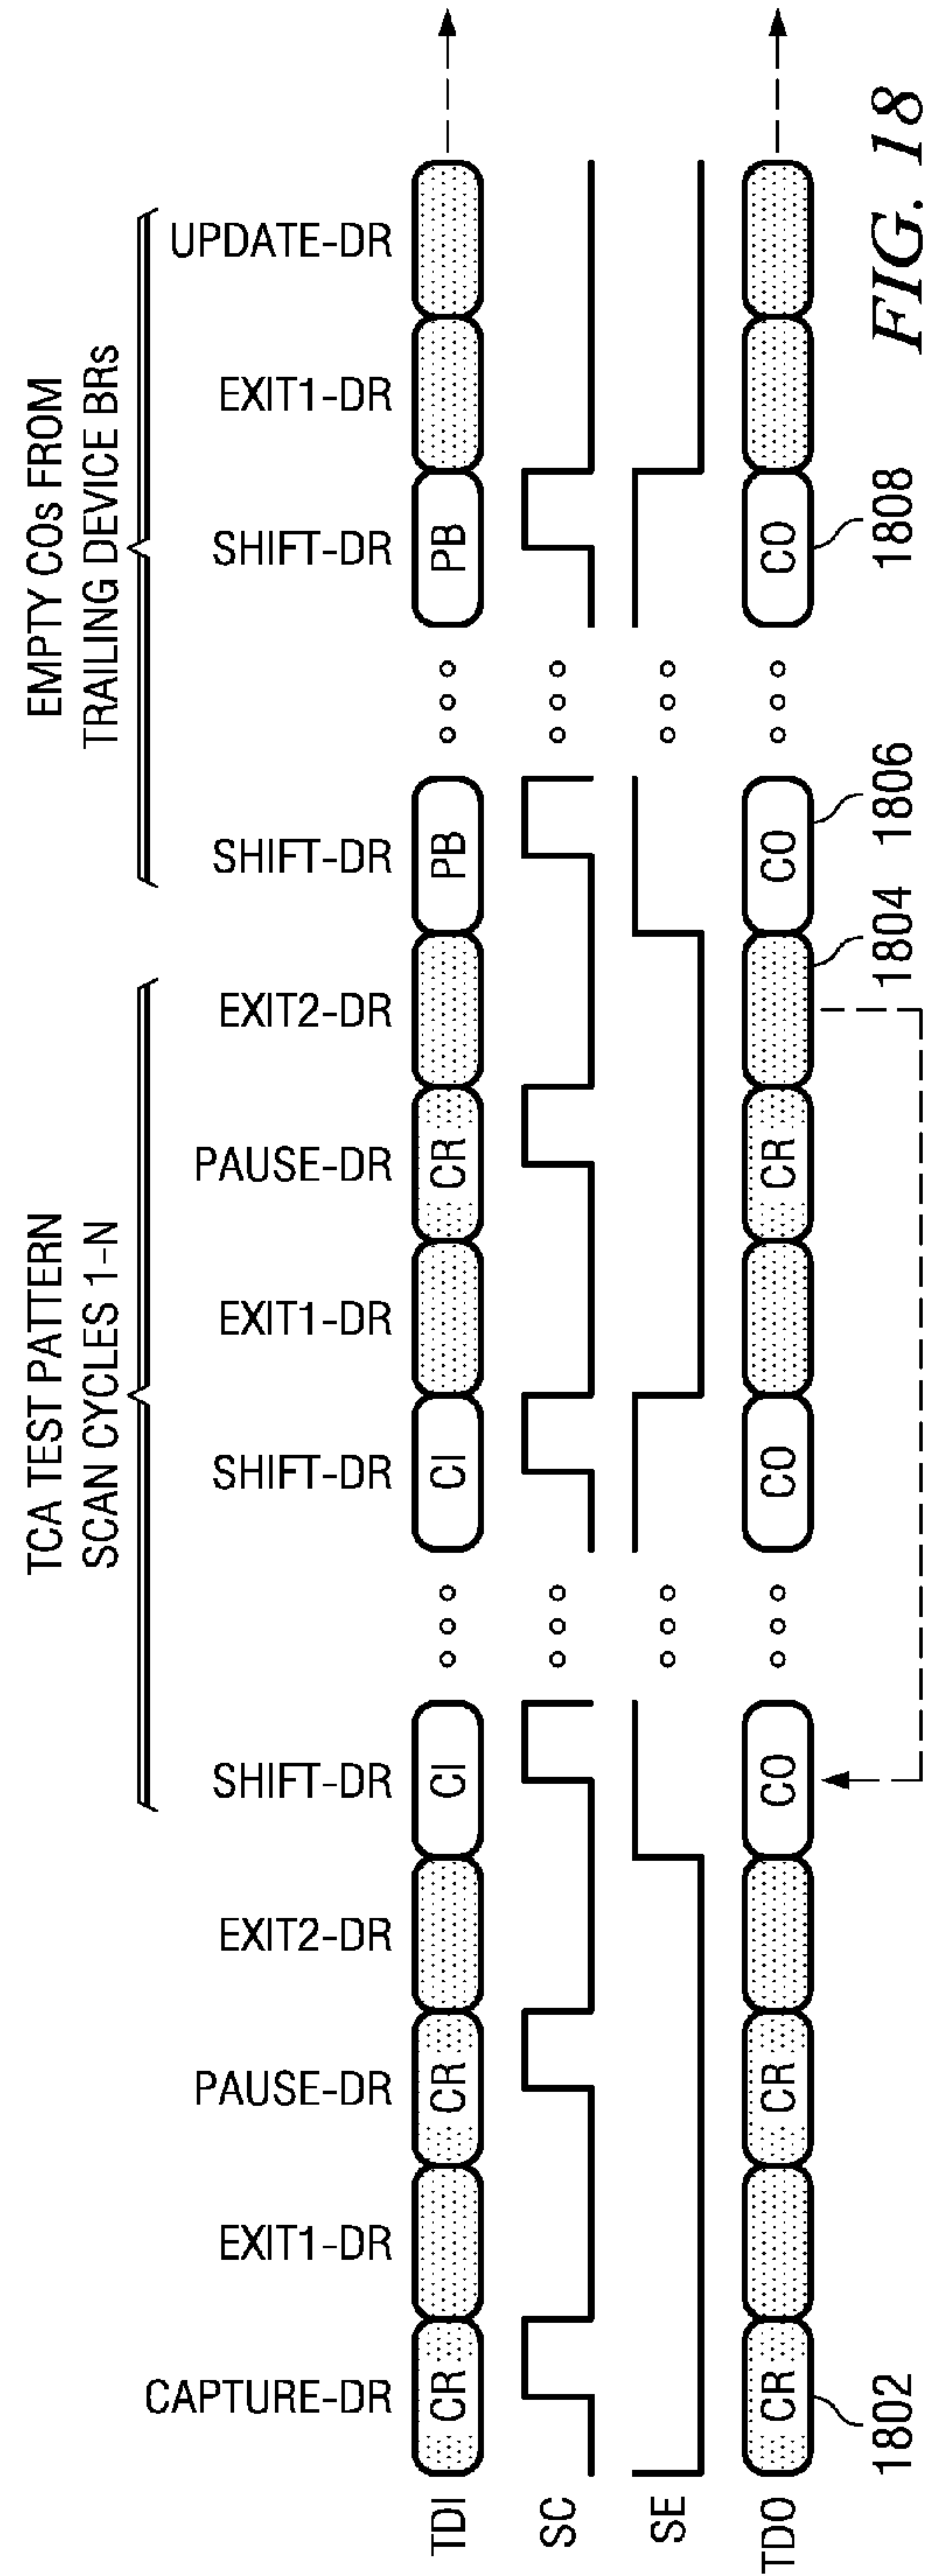 TCA TEST PATTERN
SCAN CYCLES 1-N
EMPTY COs FROM
TRAILING DEVICE BRs
CAPTURE-DR EXIT1-DR PAUSE-DR EXIT2-DR SHIFT-DR SHIFT-DR EXIT1-DR PAUSE-DR EXIT2-DR SHIFT-DR SHIFT-DR EXIT1-DR UPDATE-DR
TDI CR CR CI CI CR PB PB
SC
SE
TDO CR CR CO CO CR CO CO
1802 1804 1806 1808
FIG. 18